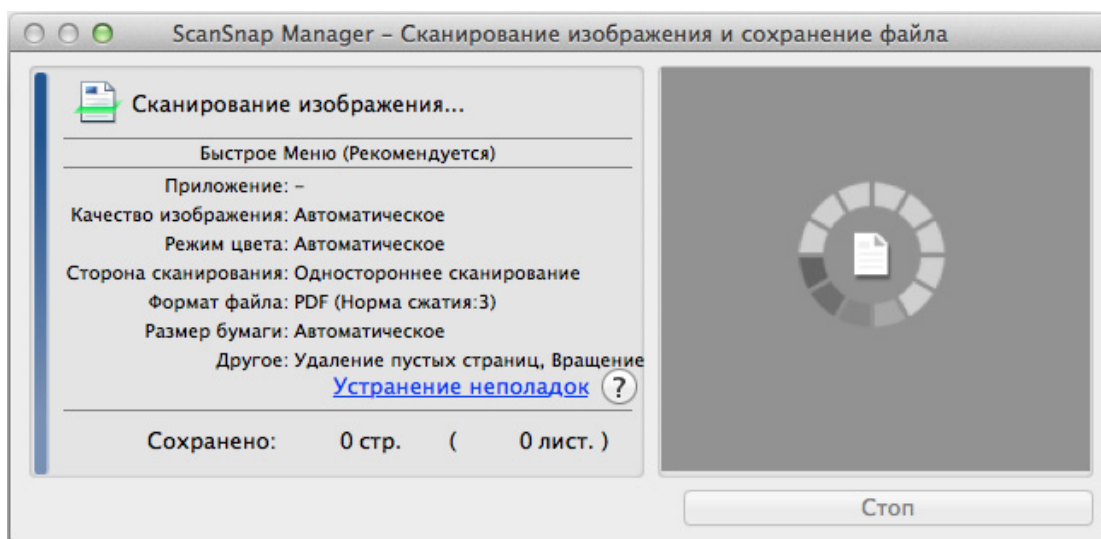 ScanSnap Manager – Сканирование изображения и сохранение файла
Сканирование изображения...
Быстрое Меню (Рекомендуется)
Приложение: –
Качество изображения: Автоматическое
Режим цвета: Автоматическое
Сторона сканирования: Одностороннее сканирование
Формат файла: PDF (Норма сжатия:3)
Размер бумаги: Автоматическое
Другое: Удаление пустых страниц, Вращение
Устранение неполадок ?
Сохранено: 0 стр. ( 0 лист. )
Стоп